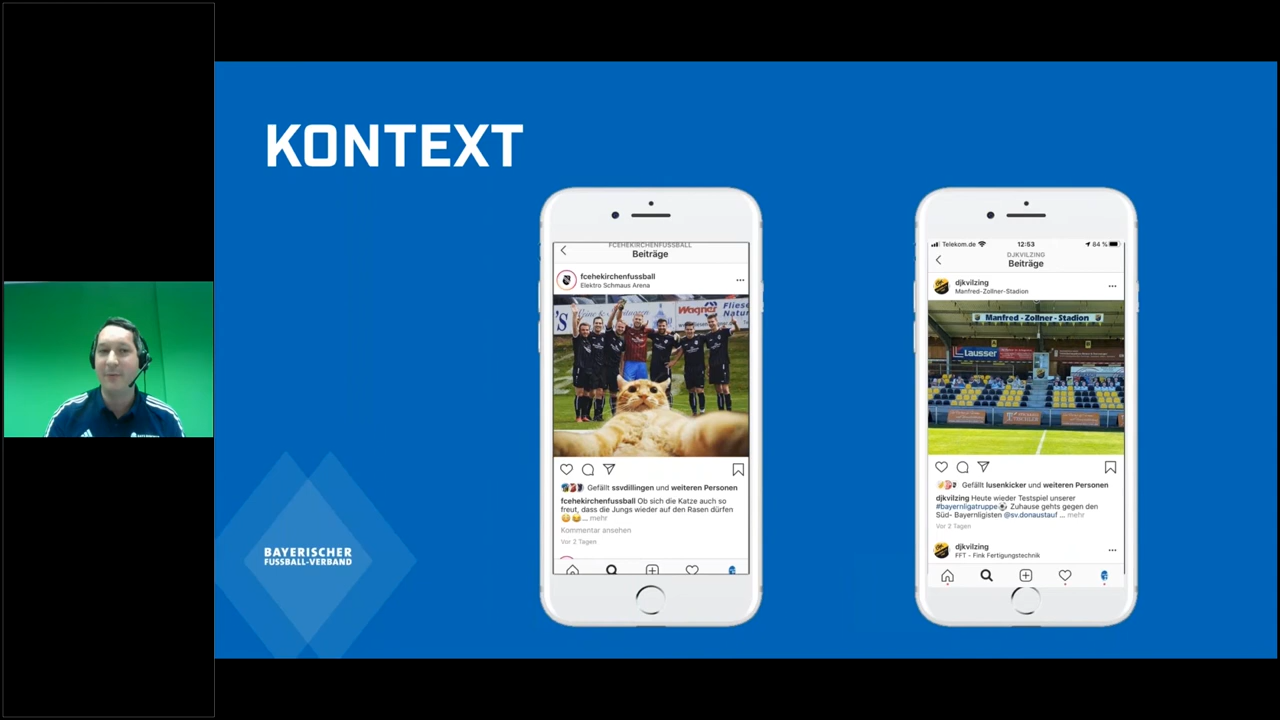 KONTEXT
FCEHEKIRCHENFUSSBALL
Beiträge
fcehekirchenfussball
Elektro Schmaus Arena
'S
Wagner
Fliese
Natur
Gefällt ssvdillingen und weiteren Personen
fcehekirchenfussball Ob sich die Katze auch so
freut, dass die Jungs wieder auf den Rasen dürfen
... mehr
Kommentar ansehen
Vor 2 Tagen
Telekom.de 12:53 84 %
DJKVILZING
Beiträge
djkvilzing
Manfred-Zollner-Stadion
Manfred - Zollner - Stadion
Lausser
Gefällt lusenkicker und weiteren Personen
djkvilzing Heute wieder Testspiel unserer
#bayernligatruppe⚽ Zuhause gehts gegen den
Süd- Bayernligisten @sv.donaustauf ... mehr
Vor 2 Tagen
djkvilzing
FFT - Fink Fertigungstechnik
BAYERISCHER
FUSSBALL-VERBAND